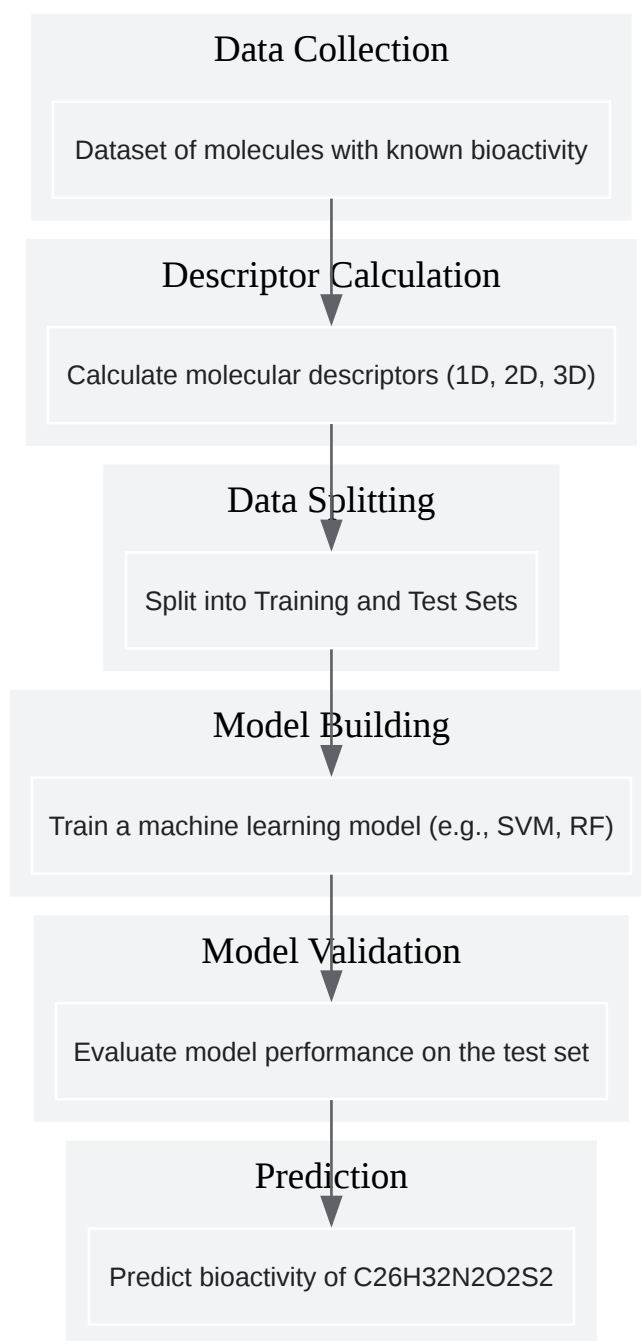 Data Collection
Dataset of molecules with known bioactivity
Descriptor Calculation
Calculate molecular descriptors (1D, 2D, 3D)
Data Splitting
Split into Training and Test Sets
Model Building
Train a machine learning model (e.g., SVM, RF)
Model Validation
Evaluate model performance on the test set
Prediction
Predict bioactivity of C26H32N2O2S2